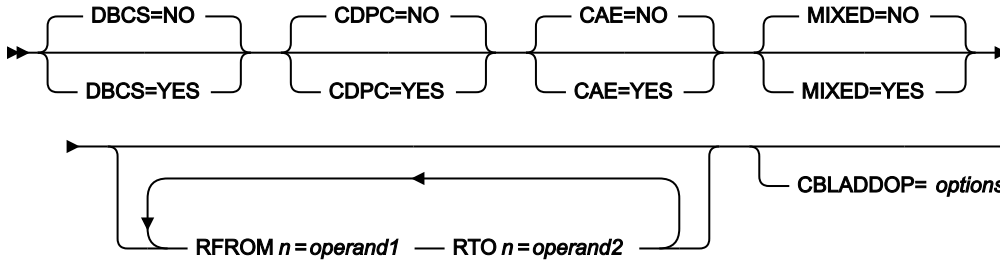 DBCS=NO CDPC=NO CAE=NO MIXED=NO
DBCS=YES CDPC=YES CAE=YES MIXED=YES
CBLADDOP= options
RFROM n=operand1 RTO n=operand2